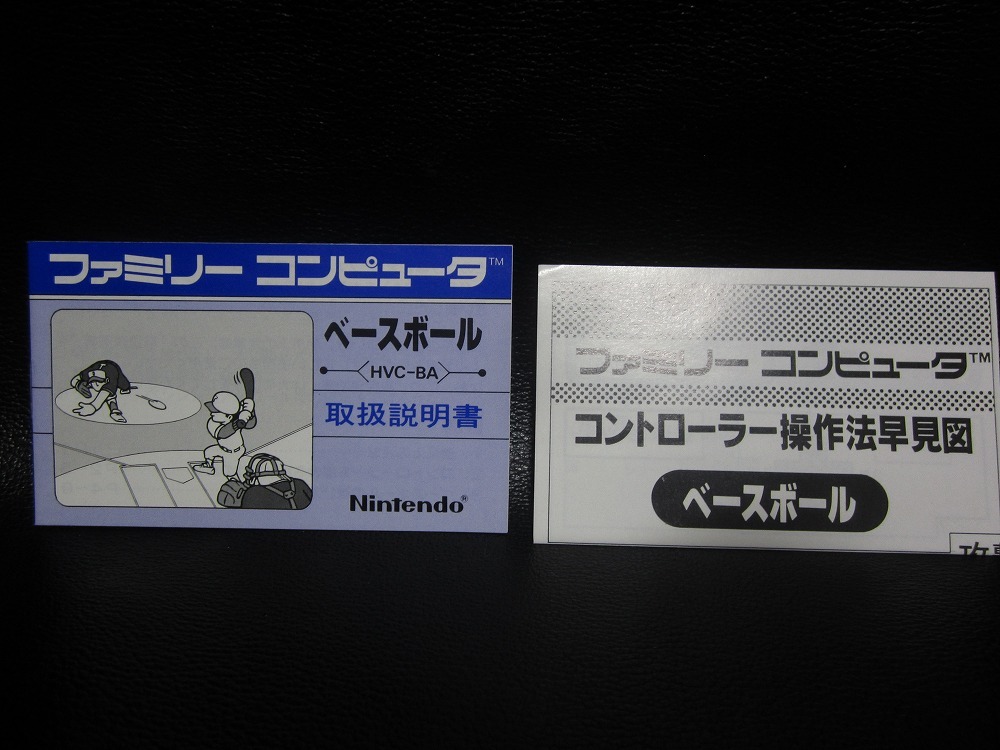 ファミリー コンピュータ™
ベースボール
HVC-BA
取扱説明書
Nintendo®
ファミリー コンピュータ™
コントローラー操作法早見図
ベースボール
攻